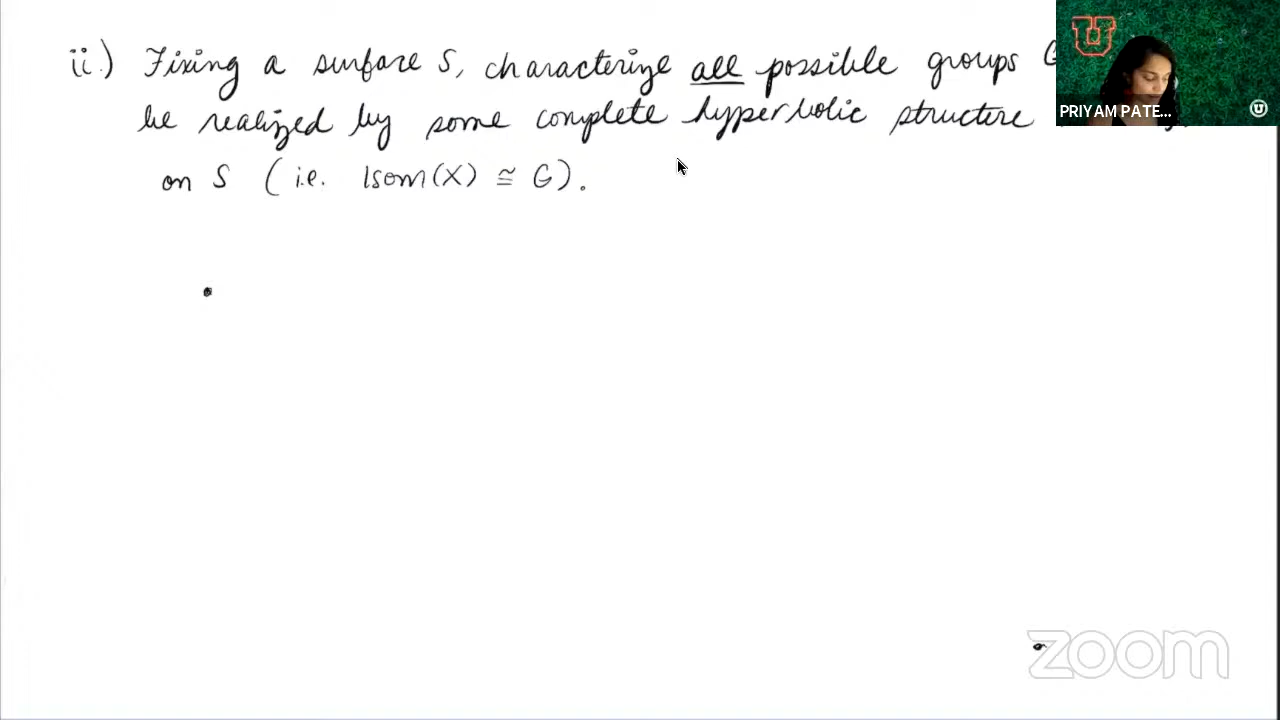 ii.) Fixing a surface S, characterize all possible groups G
be realized by some complete hyperbolic structure
on S ( i.e. Isom(X) ≅ G ).
PRIYAM PATE...
zoom